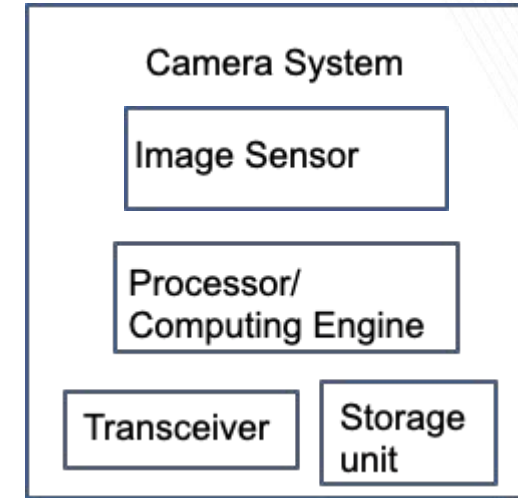 Camera System
Image Sensor
Processor/
Computing Engine
Transceiver
Storage
unit